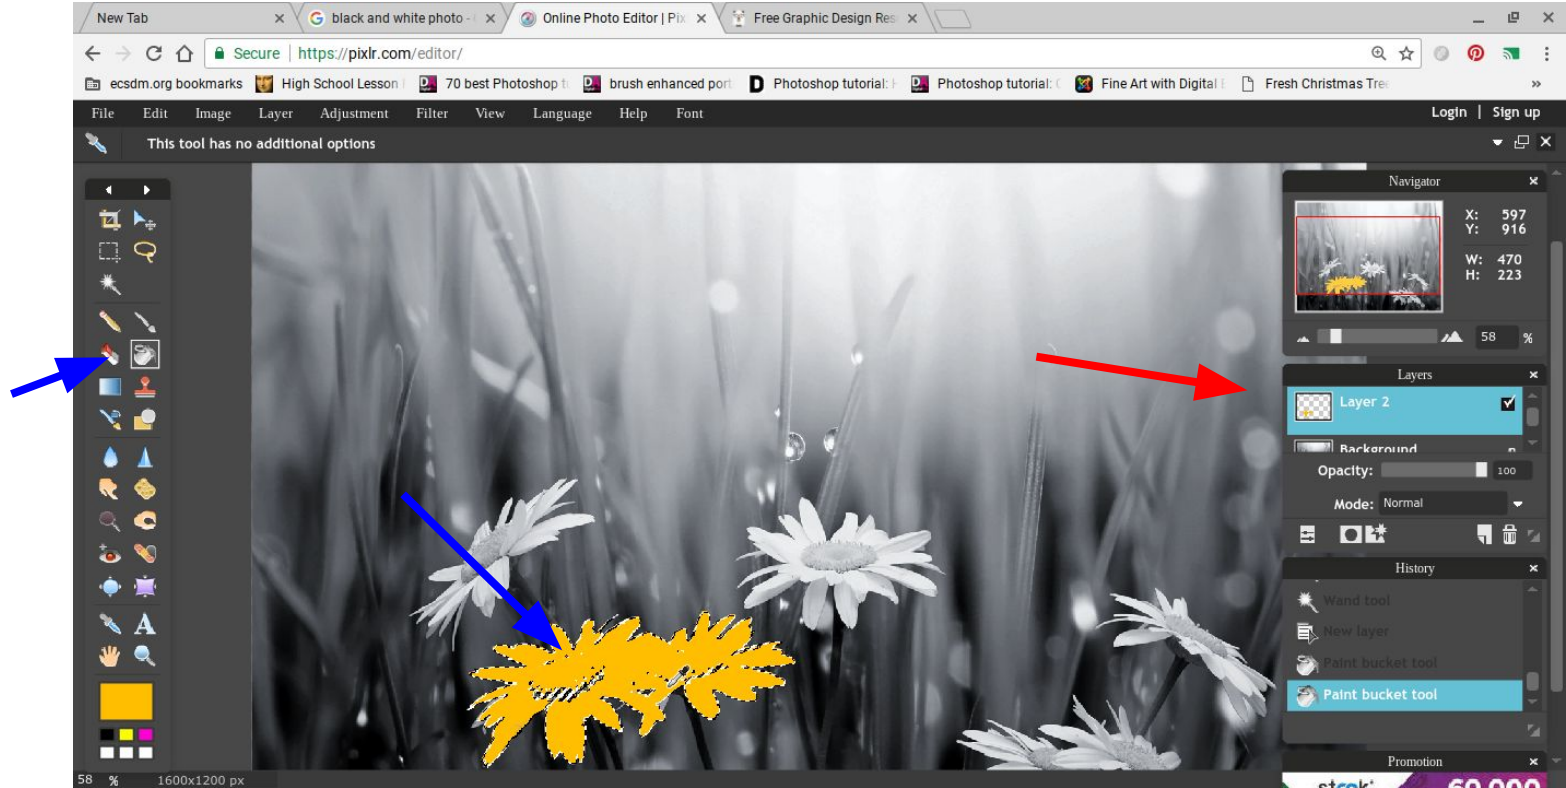 New Tab
black and white photo -
Online Photo Editor | Pix
Free Graphic Design Res
Secure | https://pixlr.com/editor/
ecsdm.org bookmarks
High School Lesson
70 best Photoshop t
brush enhanced port
Photoshop tutorial:
Photoshop tutorial:
Fine Art with Digital
Fresh Christmas Tree
File Edit Image Layer Adjustment Filter View Language Help Font
Login | Sign up
This tool has no additional options
Navigator
X: 597
Y: 916
W: 470
H: 223
58 %
Layers
Layer 2
Background
Opacity: 100
Mode: Normal
History
Wand tool
New layer
Paint bucket tool
Paint bucket tool
A
58 % 1600x1200 px
Promotion
60,000